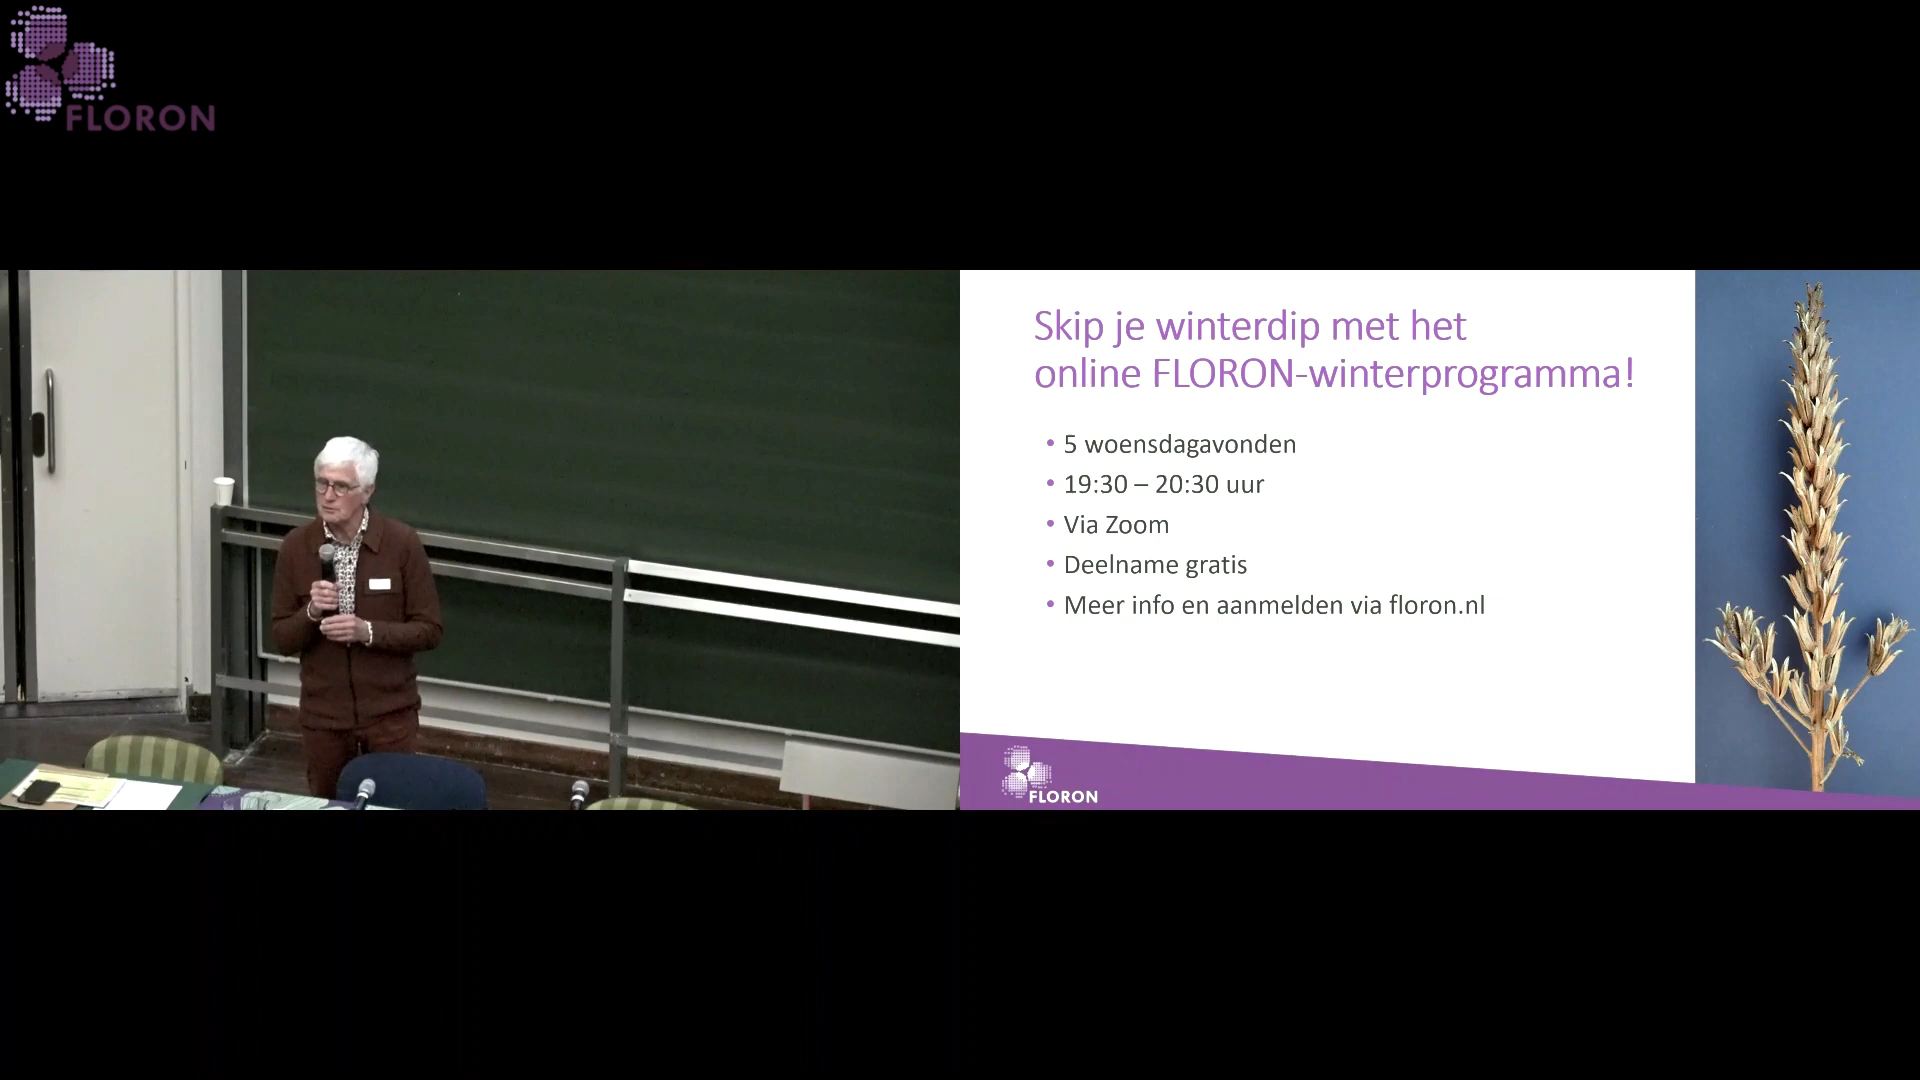 FLORON
Skip je winterdip met het
online FLORON-winterprogramma!
• 5 woensdagavonden
• 19:30 – 20:30 uur
• Via Zoom
• Deelname gratis
• Meer info en aanmelden via floron.nl
FLORON